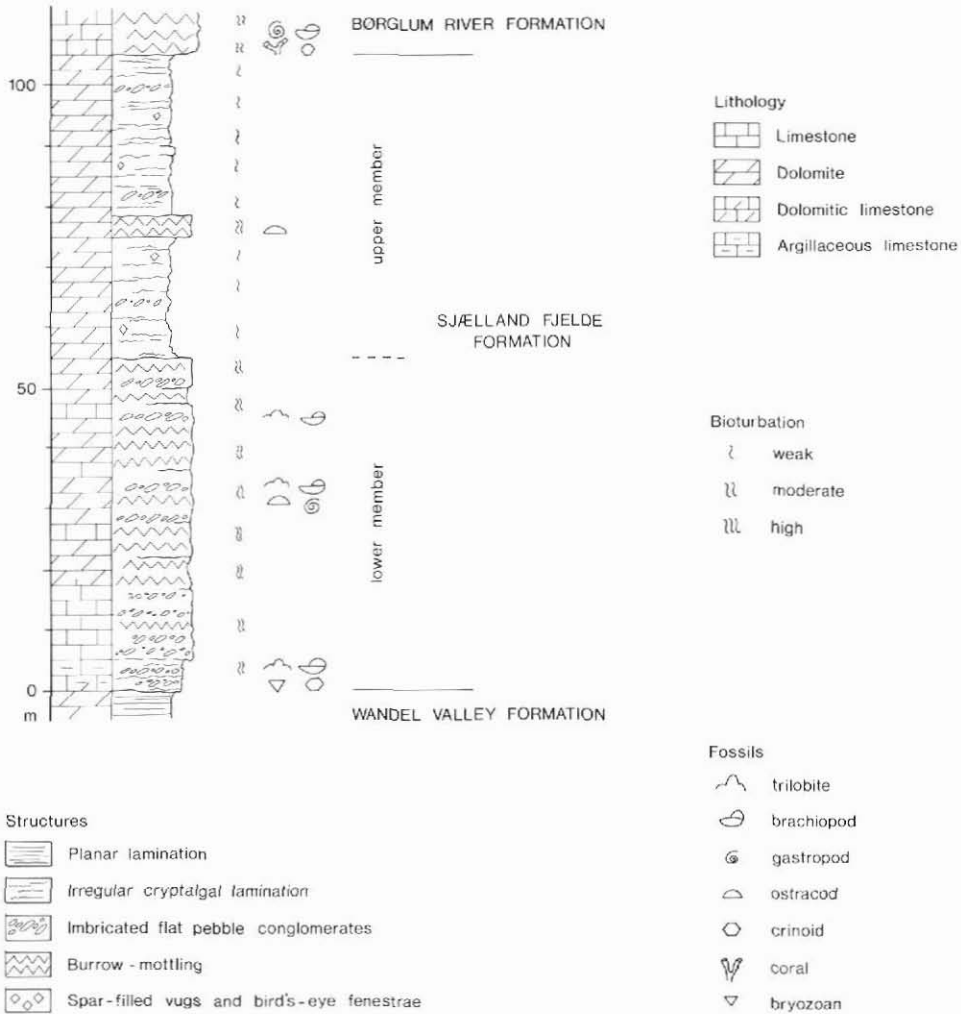 BØRGLUM RIVER FORMATION
100
upper member
SJÆLLAND FJELDE
FORMATION
50
lower member
0
m
WANDEL VALLEY FORMATION
Lithology
Limestone
Dolomite
Dolomitic limestone
Argillaceous limestone
Bioturbation
weak
moderate
high
Fossils
trilobite
brachiopod
gastropod
ostracod
crinoid
coral
bryozoan
Structures
Planar lamination
Irregular cryptalgal lamination
Imbricated flat pebble conglomerates
Burrow - mottling
Spar-filled vugs and bird's-eye fenestrae